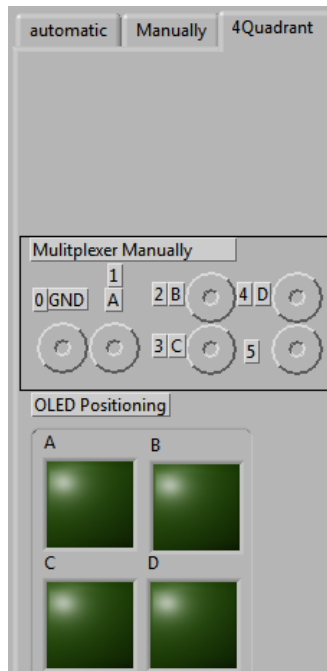 automatic Manually 4Quadrant
Mulitplexer Manually
1
0 GND A 2 B 4 D
3 C 5
OLED Positioning
A B
C D